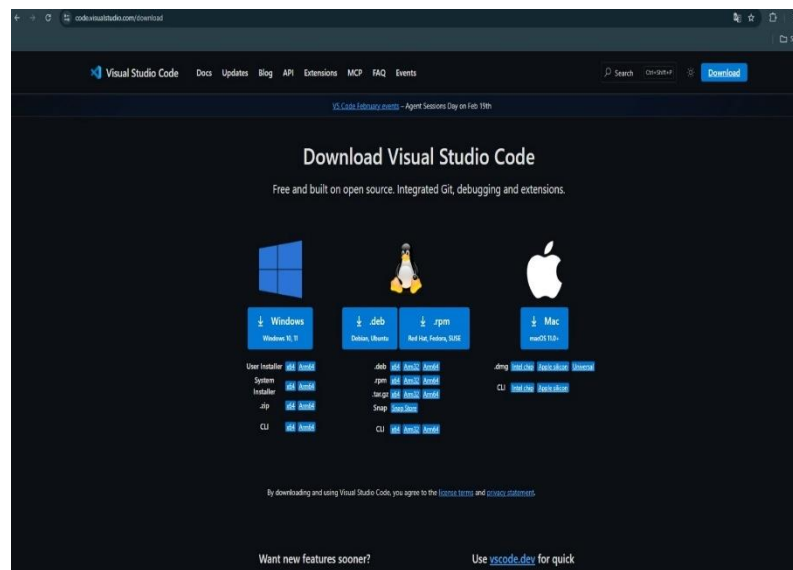 code.visualstudio.com/download
Visual Studio Code Docs Updates Blog API Extensions MCP FAQ Events Search Ctrl+Shift+F Download
VS Code February events – Agent Sessions Day on Feb 19th
Download Visual Studio Code
Free and built on open source. Integrated Git, debugging and extensions.
Windows
Windows 10, 11
.deb
Debian, Ubuntu
.rpm
Red Hat, Fedora, SUSE
Mac
macOS 11.0+
User Installer x64 Arm64
System
Installer x64 Arm64
.zip x64 Arm64
CLI x64 Arm64
.deb x64 Arm32 Arm64
.rpm x64 Arm32 Arm64
.tar.gz x64 Arm32 Arm64
Snap Snap Store
CLI x64 Arm32 Arm64
.dmg Intel chip Apple silicon Universal
CLI Intel chip Apple silicon
By downloading and using Visual Studio Code, you agree to the license terms and privacy statement.
Want new features sooner?
Use vscode.dev for quick